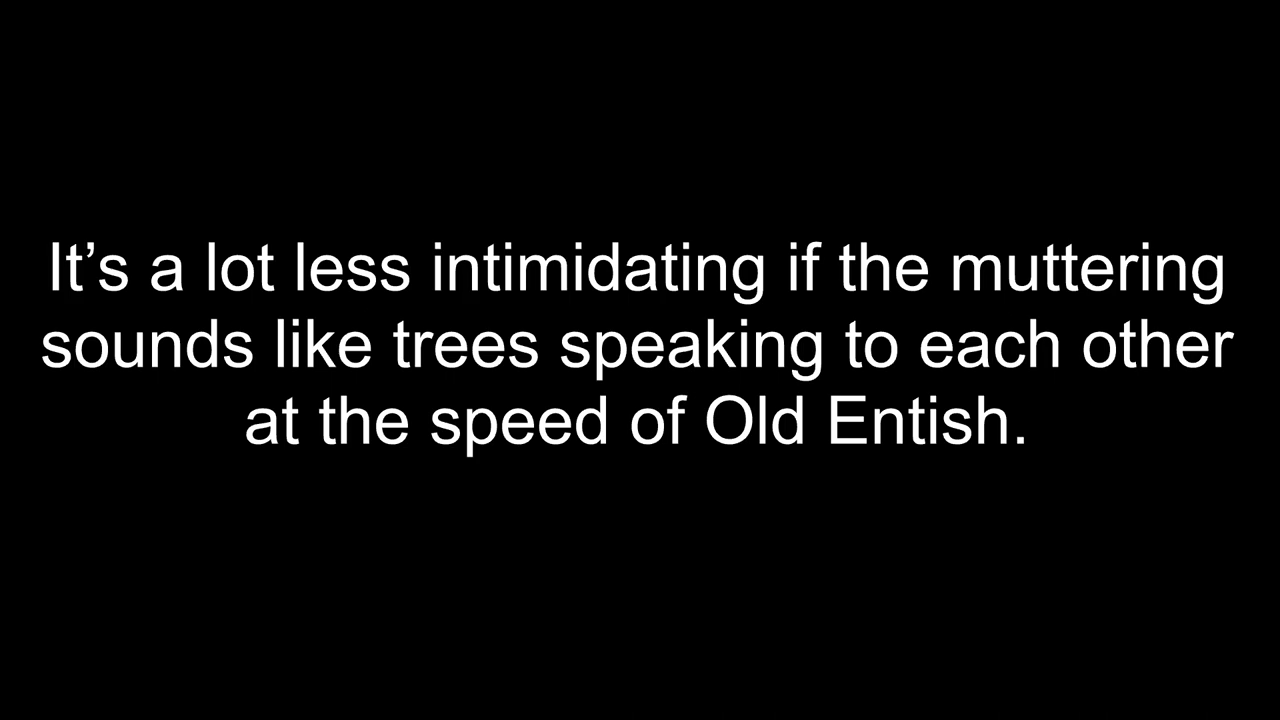 It’s a lot less intimidating if the muttering
sounds like trees speaking to each other
at the speed of Old Entish.